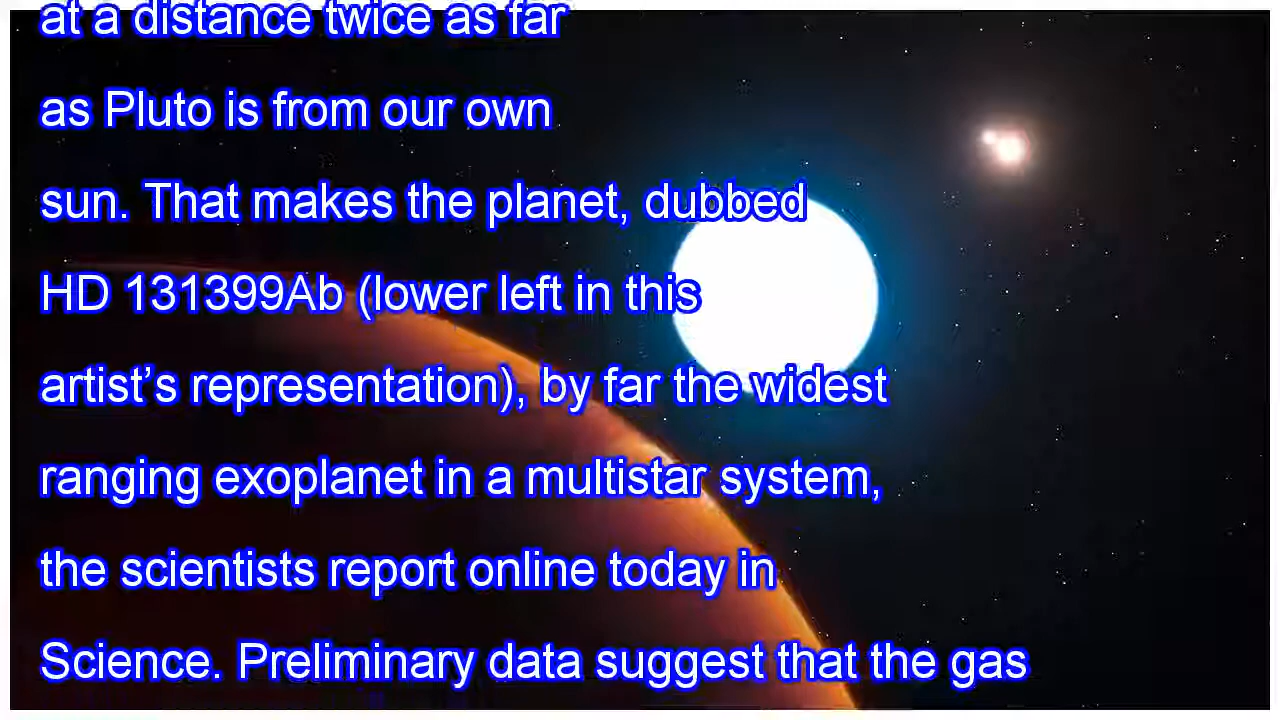 at a distance twice as far
as Pluto is from our own
sun. That makes the planet, dubbed
HD 131399Ab (lower left in this
artist’s representation), by far the widest
ranging exoplanet in a multistar system,
the scientists report online today in
Science. Preliminary data suggest that the gas